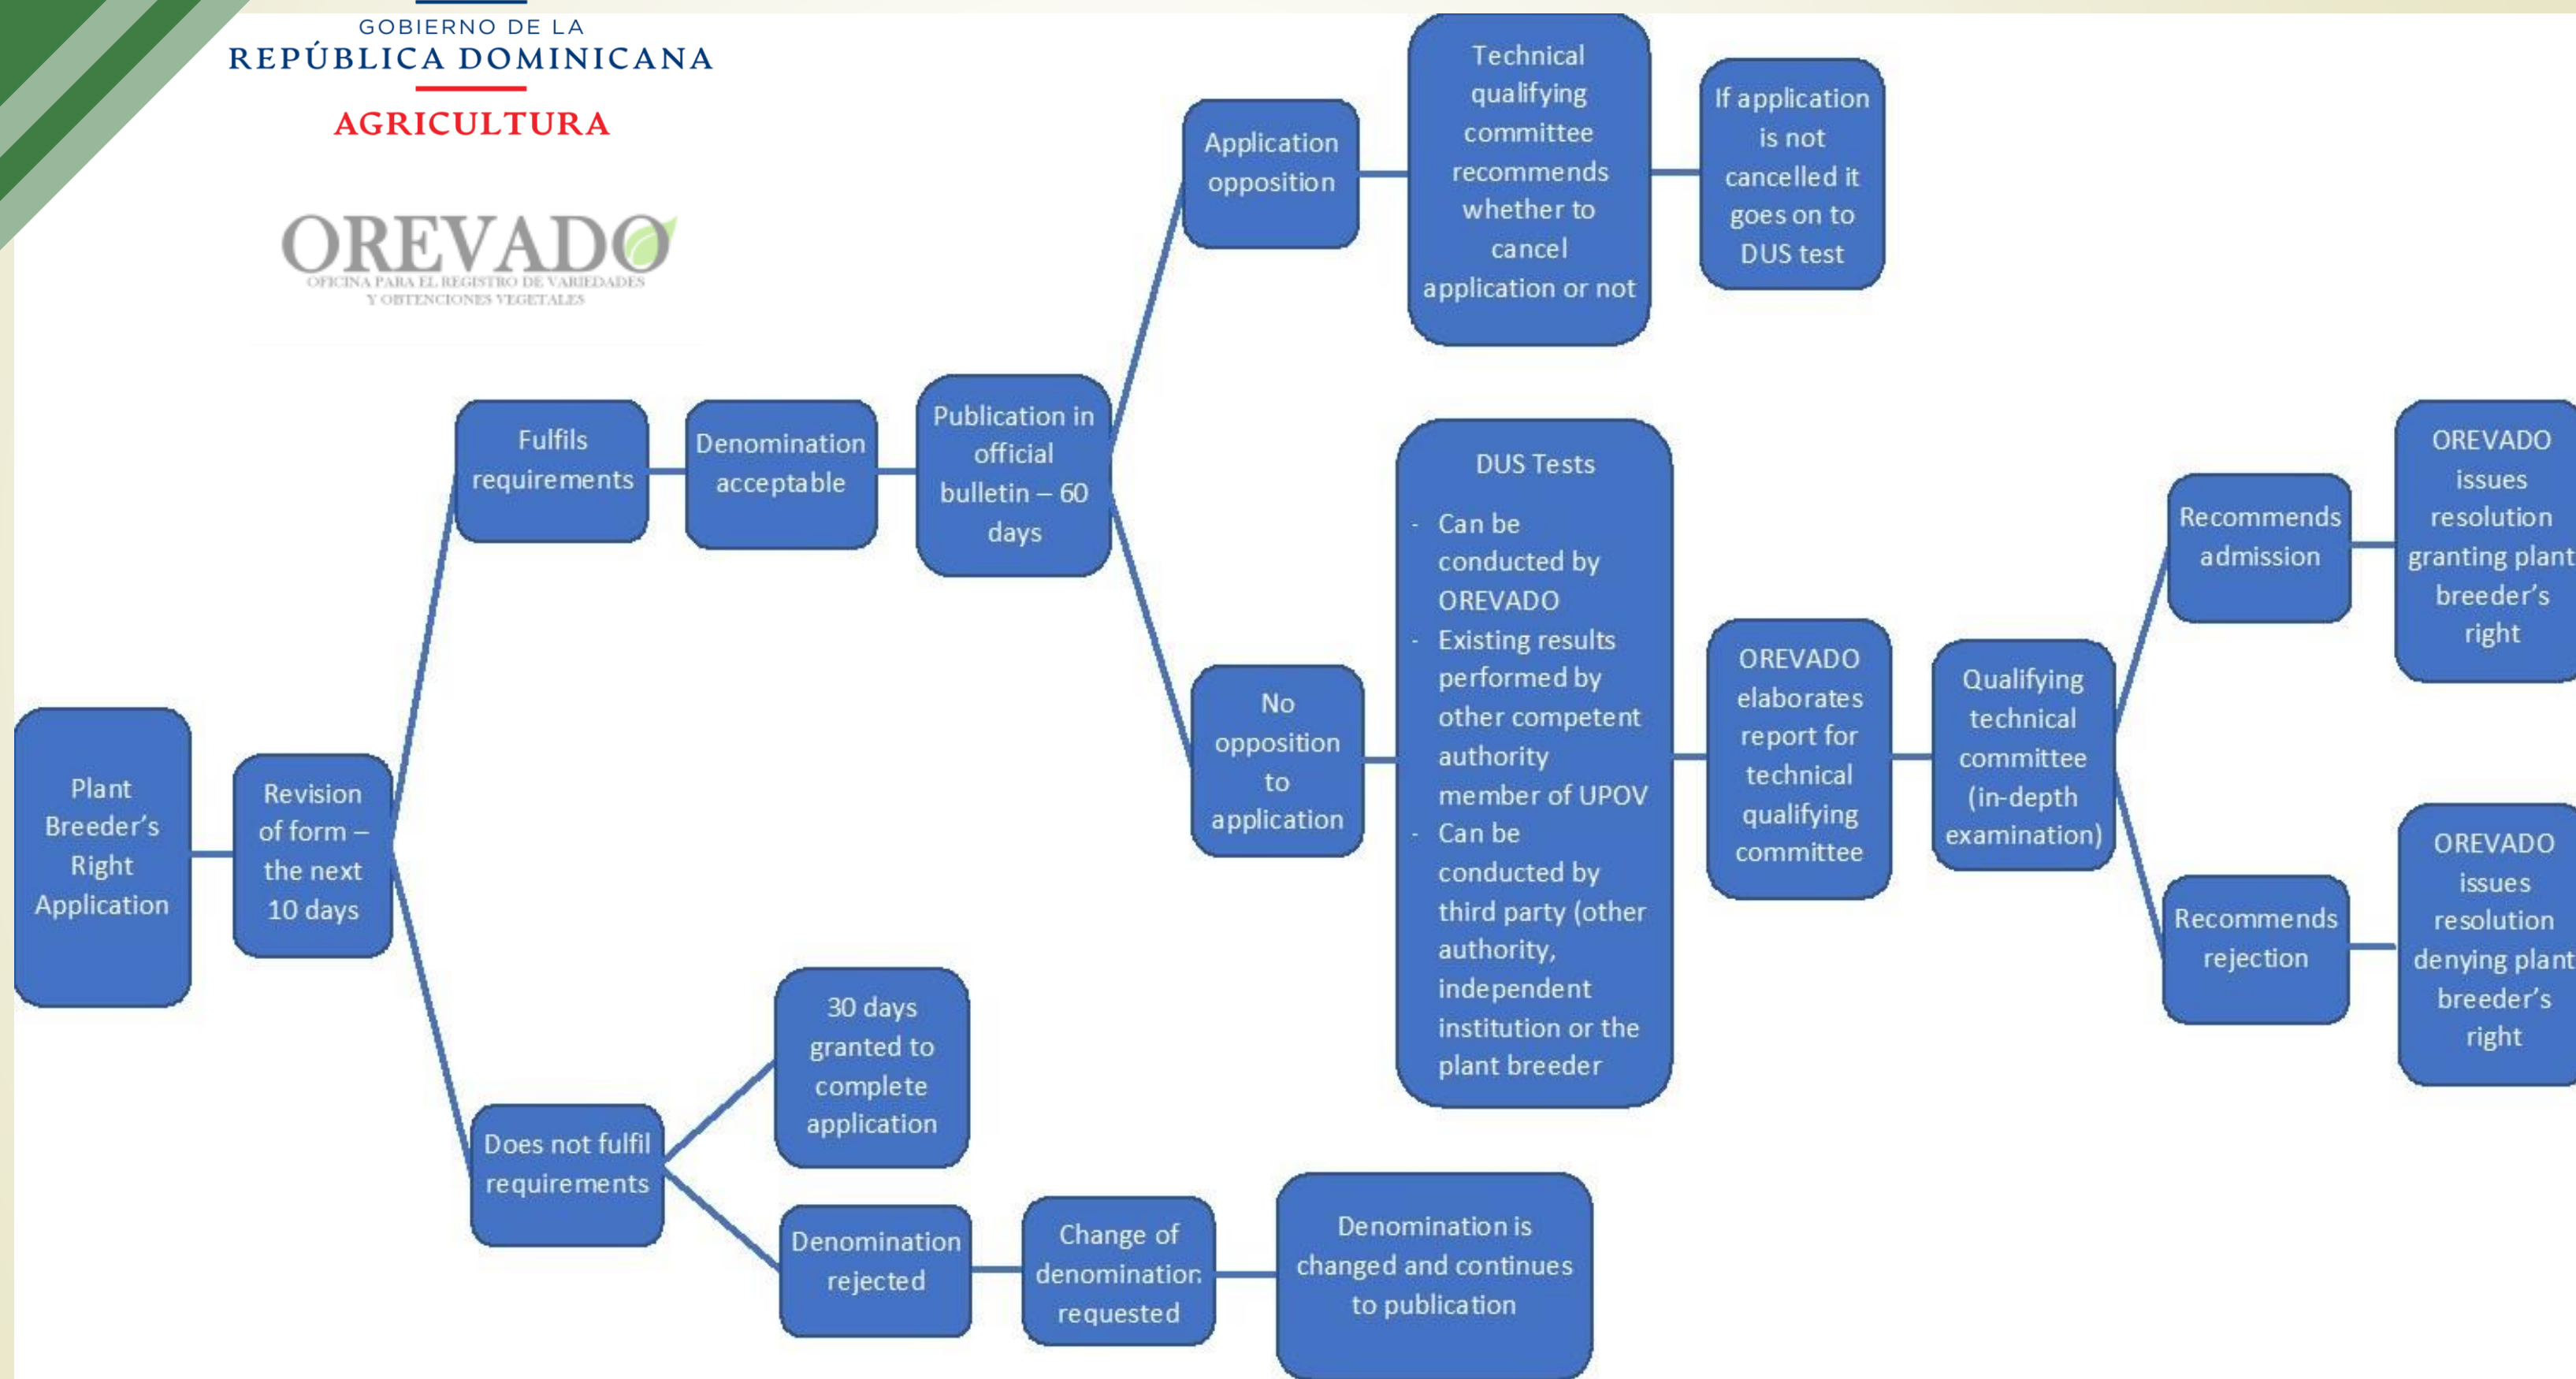 GOBIERNO DE LA
REPÚBLICA DOMINICANA
AGRICULTURA
OREVADO
OFICINA PARA EL REGISTRO DE VARIEDADES
Y OBTENCIONES VEGETALES
Plant
Breeder's
Right
Application
Revision
of form –
the next
10 days
Fulfils
requirements
Denomination
acceptable
Publication in
official
bulletin – 60
days
Application
opposition
Technical
qualifying
committee
recommends
whether to
cancel
application or not
If application
is not
cancelled it
goes on to
DUS test
No
opposition
to
application
DUS Tests
- Can be
conducted by
OREVADO
- Existing results
performed by
other competent
authority
member of UPOV
- Can be
conducted by
third party (other
authority,
independent
institution or the
plant breeder
OREVADO
elaborates
report for
technical
qualifying
committee
Qualifying
technical
committee
(in-depth
examination)
Recommends
admission
OREVADO
issues
resolution
granting plant
breeder's
right
Recommends
rejection
OREVADO
issues
resolution
denying plant
breeder's
right
Does not fulfil
requirements
30 days
granted to
complete
application
Denomination
rejected
Change of
denomination
requested
Denomination is
changed and continues
to publication